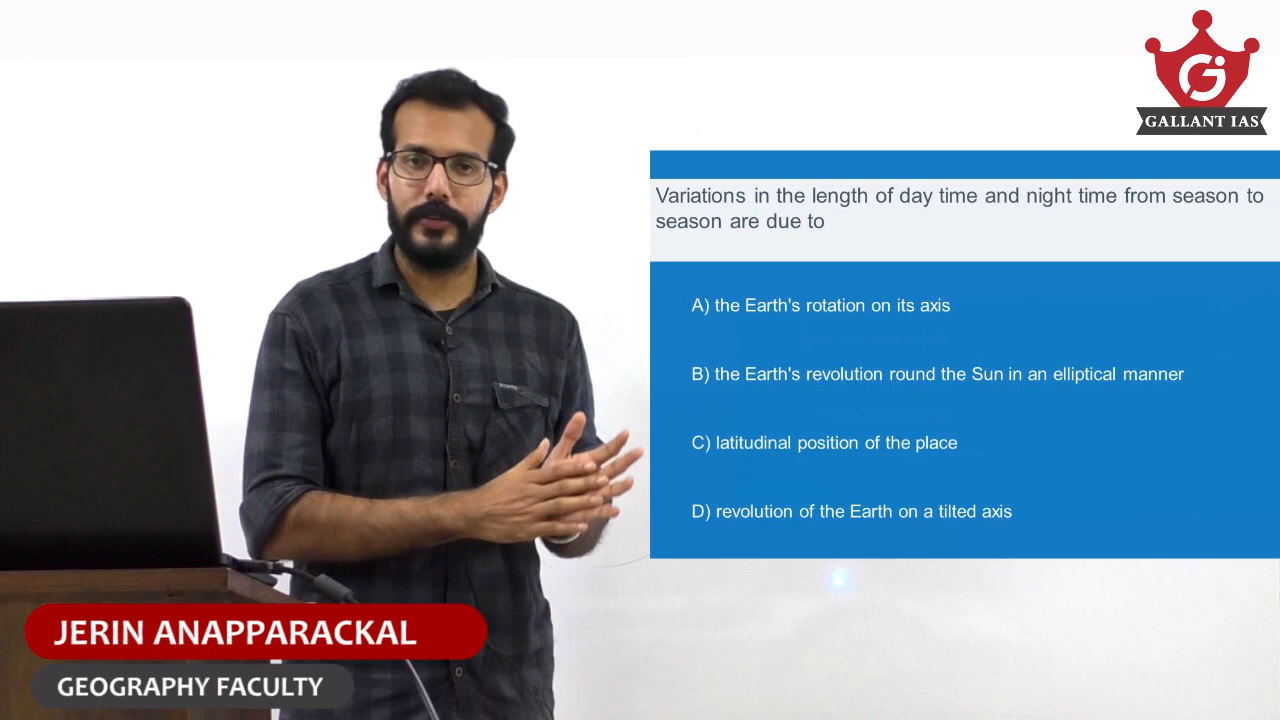 GALLANT IAS
Variations in the length of day time and night time from season to
season are due to
A) the Earth's rotation on its axis
B) the Earth's revolution round the Sun in an elliptical manner
C) latitudinal position of the place
D) revolution of the Earth on a tilted axis
JERIN ANAPPARACKAL
GEOGRAPHY FACULTY